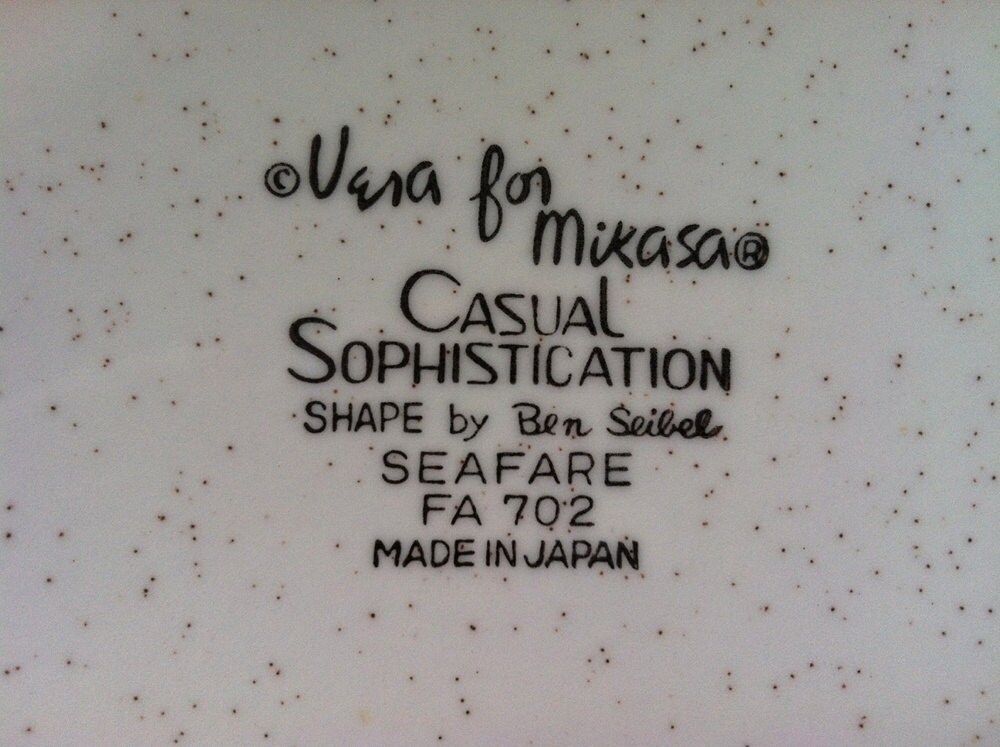 ©Vera for
Mikasa®
CASUAL
SOPHISTICATION
SHAPE by Ben Seibel
SEAFARE
FA 702
MADE IN JAPAN